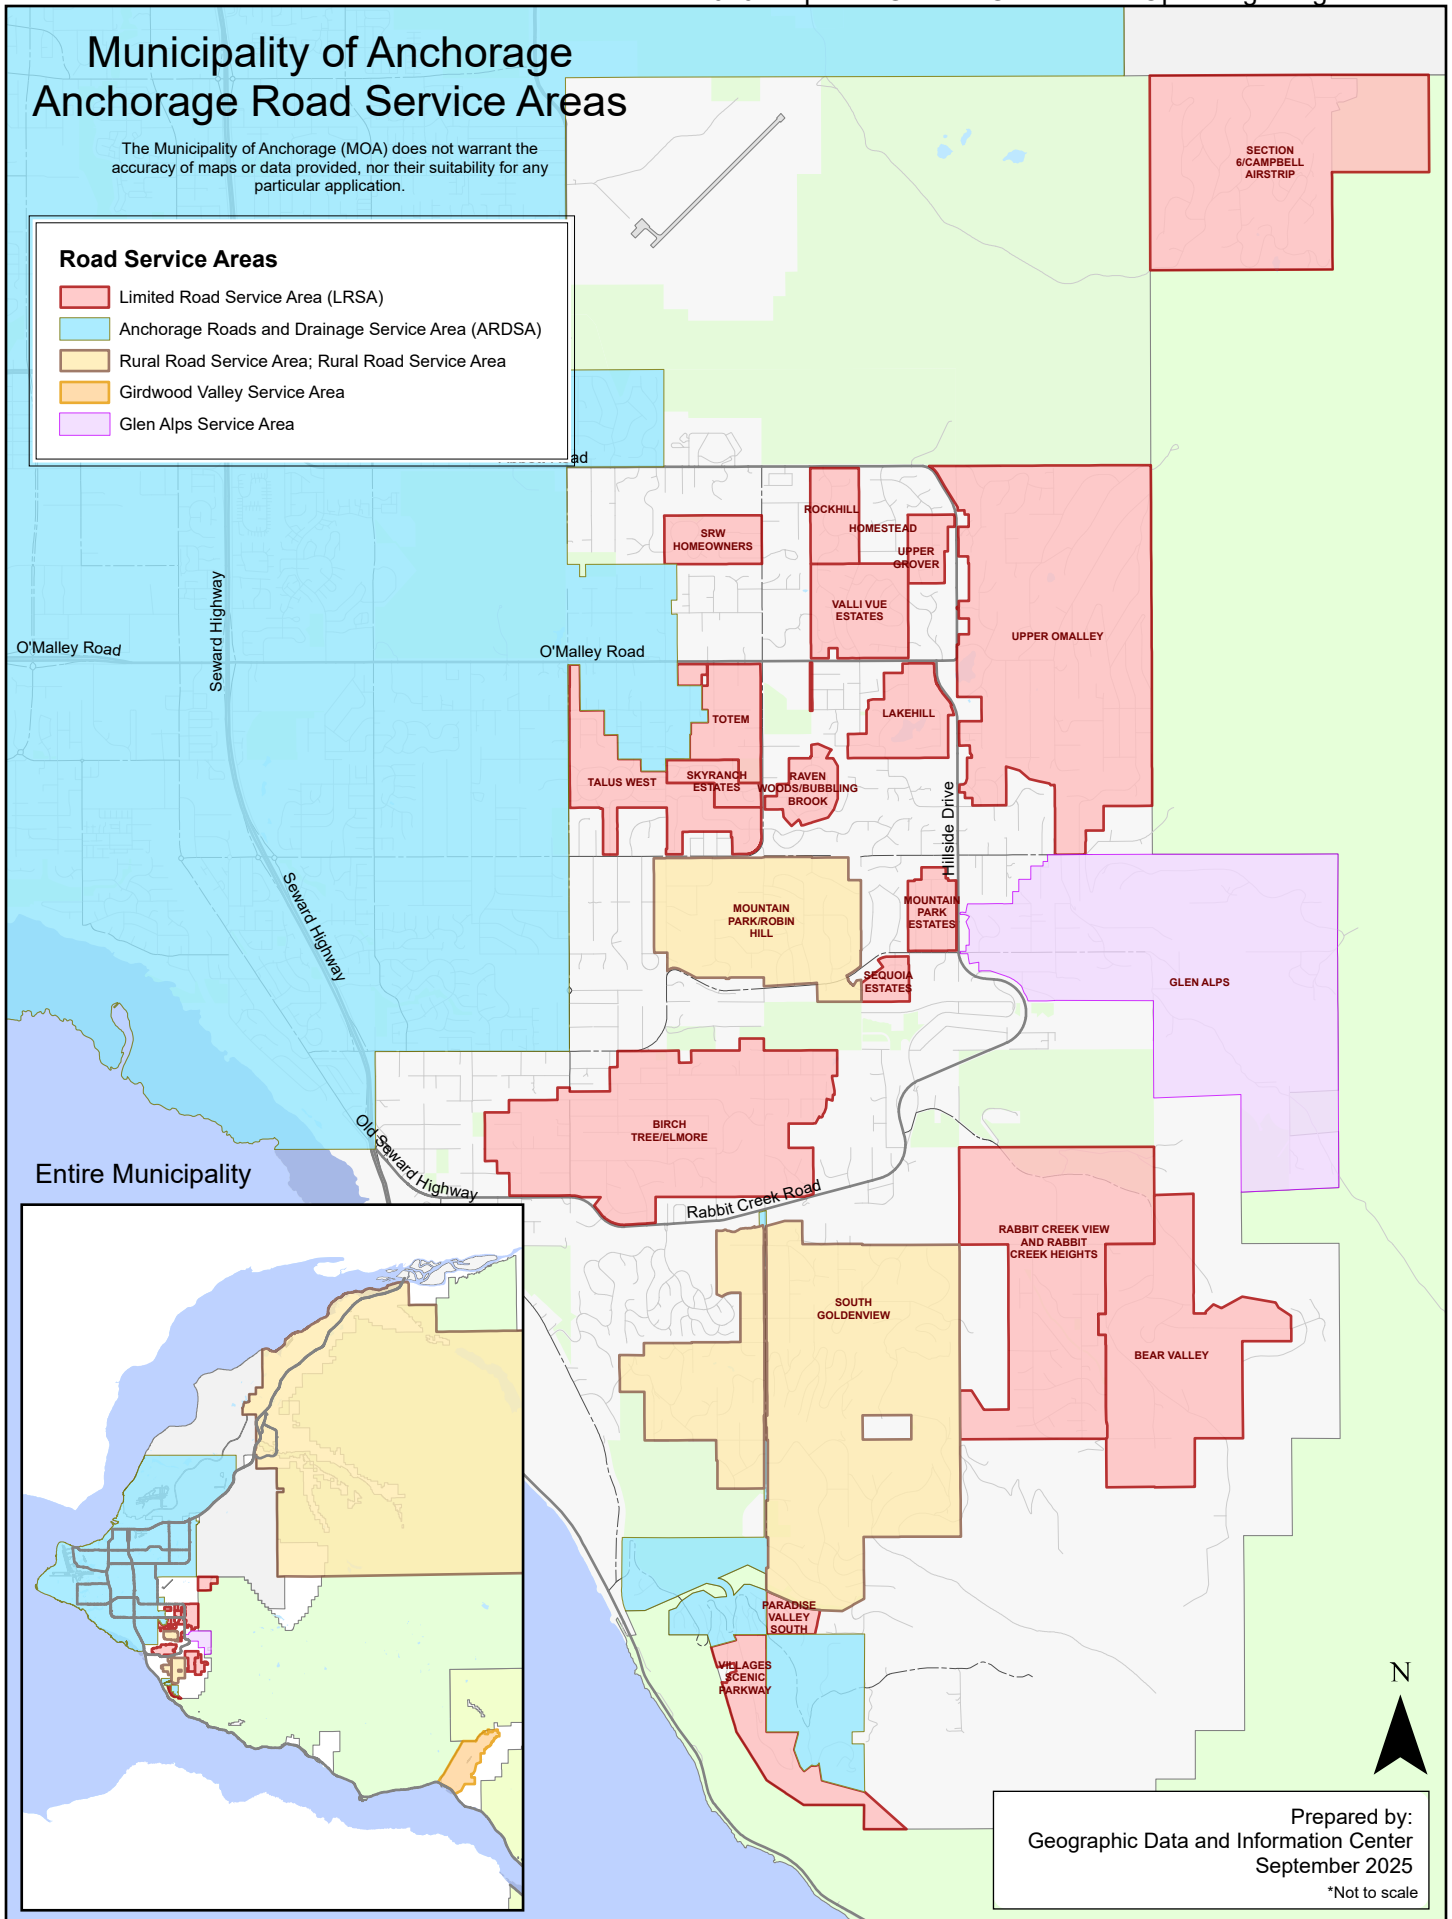 Municipality of Anchorage
Anchorage Road Service Areas
The Municipality of Anchorage (MOA) does not warrant the
accuracy of maps or data provided, nor their suitability for any
particular application.
Road Service Areas
Limited Road Service Area (LRSA)
Anchorage Roads and Drainage Service Area (ARDSA)
Rural Road Service Area; Rural Road Service Area
Girdwood Valley Service Area
Glen Alps Service Area
SECTION
6/CAMPBELL
AIRSTRIP
ROCKHILL
HOMESTEAD
SRW
HOMEOWNERS
UPPER
GROVER
VALLI VUE
ESTATES
UPPER OMALLEY
Seward Highway
O'Malley Road
O'Malley Road
LAKEHILL
TOTEM
TALUS WEST
SKYRANCH
ESTATES
RAVEN
WOODS/BUBBLING
BROOK
Hillside Drive
Seward Highway
MOUNTAIN
PARK/ROBIN
HILL
MOUNTAIN
PARK
ESTATES
SEQUOIA
ESTATES
GLEN ALPS
BIRCH
TREE/ELMORE
Old Seward Highway
Rabbit Creek Road
RABBIT CREEK VIEW
AND RABBIT
CREEK HEIGHTS
SOUTH
GOLDENVIEW
BEAR VALLEY
PARADISE
VALLEY
SOUTH
VILLAGES
SCENIC
PARKWAY
Entire Municipality
N
Prepared by:
Geographic Data and Information Center
September 2025
*Not to scale